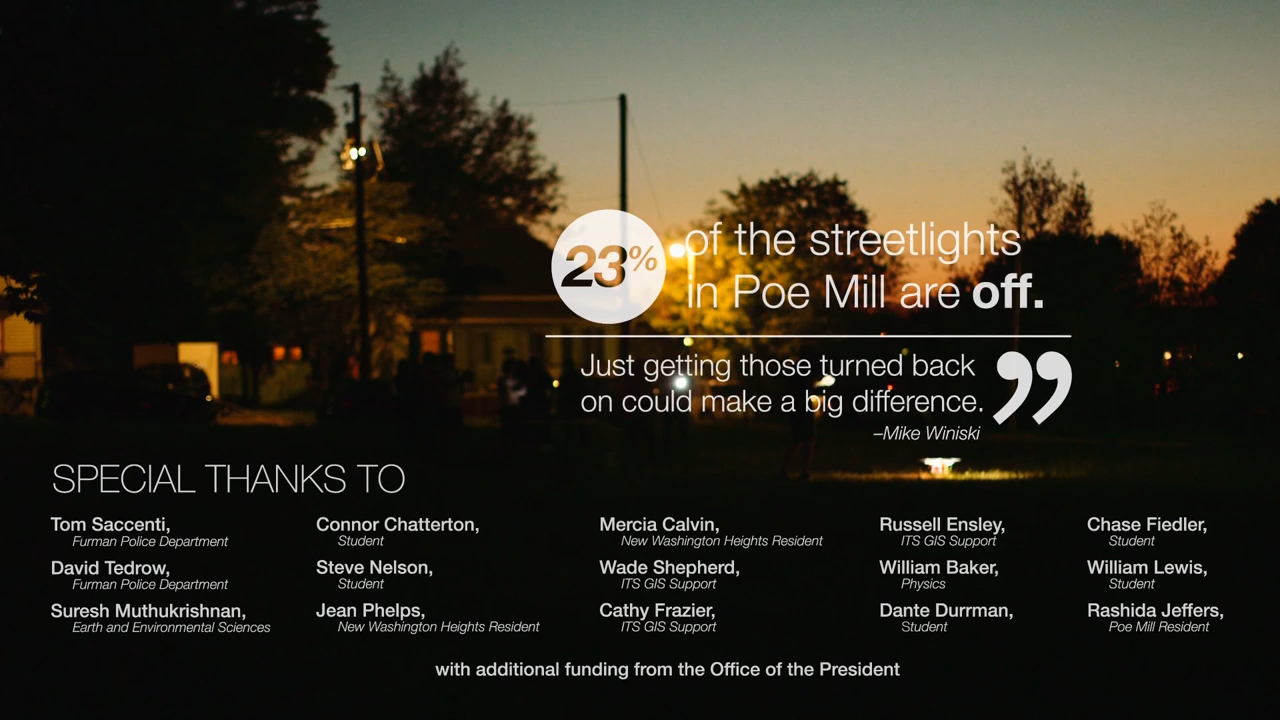 23% of the streetlights
in Poe Mill are off.
Just getting those turned back
on could make a big difference.”
–Mike Winiski
SPECIAL THANKS TO
Tom Saccenti,
Furman Police Department
David Tedrow,
Furman Police Department
Suresh Muthukrishnan,
Earth and Environmental Sciences
Connor Chatterton,
Student
Steve Nelson,
Student
Jean Phelps,
New Washington Heights Resident
Mercia Calvin,
New Washington Heights Resident
Wade Shepherd,
ITS GIS Support
Cathy Frazier,
ITS GIS Support
Russell Ensley,
ITS GIS Support
William Baker,
Physics
Dante Durrman,
Student
Chase Fiedler,
Student
William Lewis,
Student
Rashida Jeffers,
Poe Mill Resident
with additional funding from the Office of the President